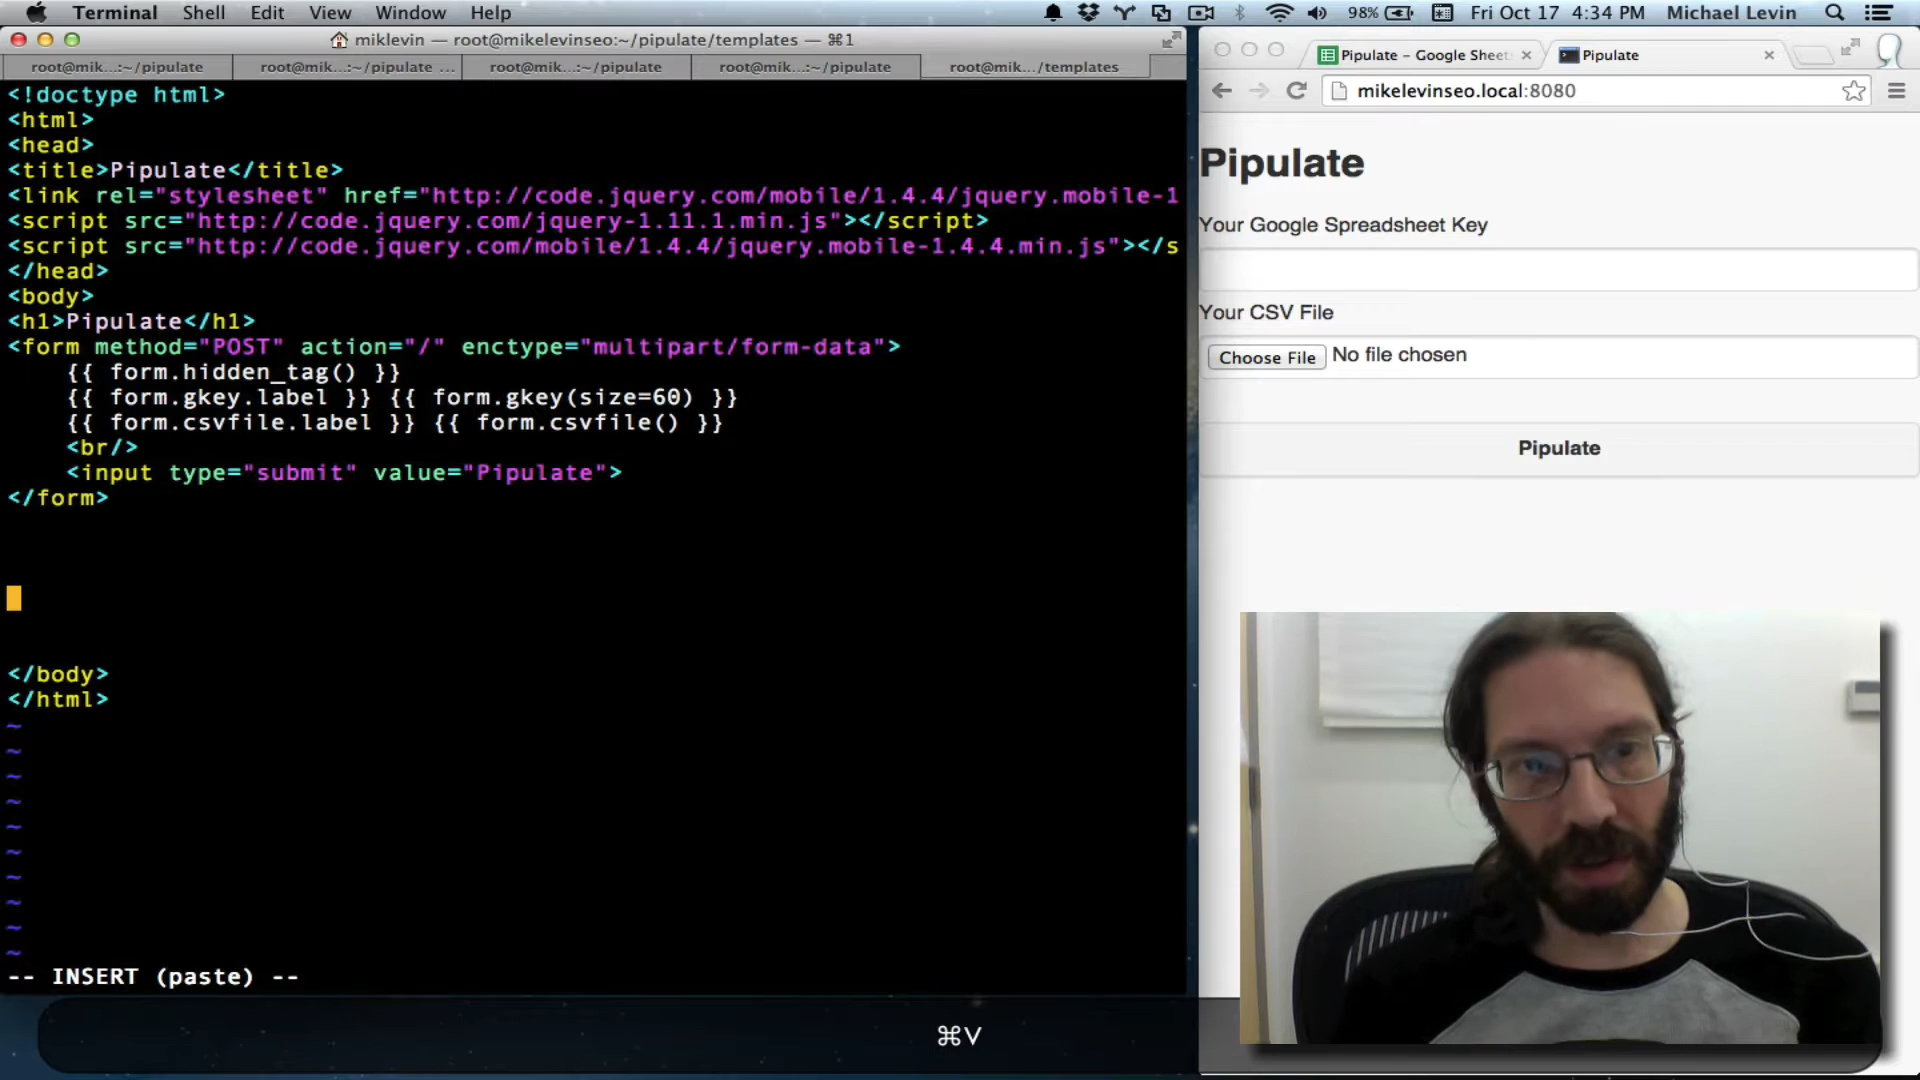 Terminal Shell Edit View Window Help
98% Fri Oct 17 4:34 PM Michael Levin
miklevin — root@mikelevinseo:~/pipulate/templates — ⌘1
root@mik...:~/pipulate root@mik...:~/pipulate ... root@mik...:~/pipulate root@mik...:~/pipulate root@mik.../templates
<!doctype html>
<html>
<head>
<title>Pipulate</title>
<link rel="stylesheet" href="http://code.jquery.com/mobile/1.4.4/jquery.mobile-1
<script src="http://code.jquery.com/jquery-1.11.1.min.js"></script>
<script src="http://code.jquery.com/mobile/1.4.4/jquery.mobile-1.4.4.min.js"></s
</head>
<body>
<h1>Pipulate</h1>
<form method="POST" action="/" enctype="multipart/form-data">
{{ form.hidden_tag() }}
{{ form.gkey.label }} {{ form.gkey(size=60) }}
{{ form.csvfile.label }} {{ form.csvfile() }}
<br/>
<input type="submit" value="Pipulate">
</form>
</body>
</html>
~
~
~
~
~
~
~
~
~
~
-- INSERT (paste) --
⌘V
Pipulate – Google Sheet
Pipulate
mikelevinseo.local:8080
Pipulate
Your Google Spreadsheet Key
Your CSV File
Choose File No file chosen
Pipulate